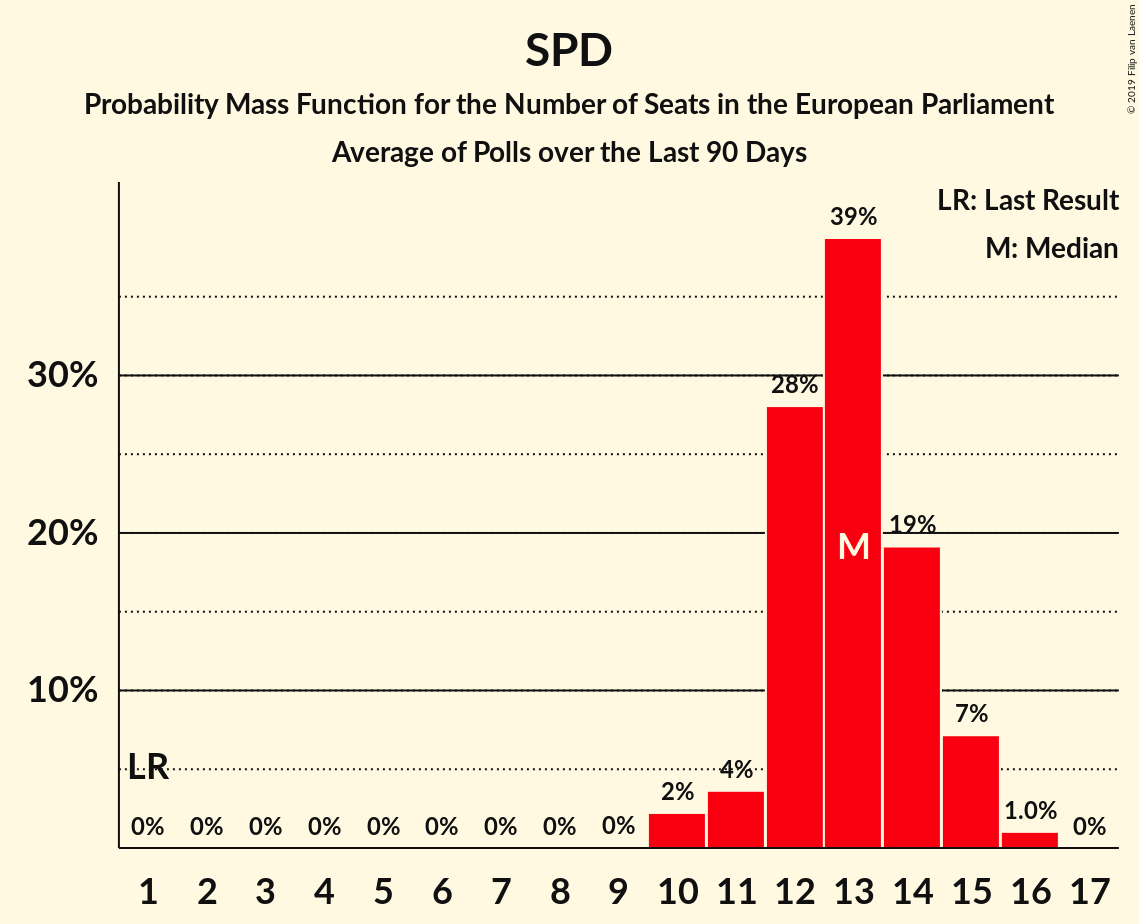 SPD
Probability Mass Function for the Number of Seats in the European Parliament
Average of Polls over the Last 90 Days
© 2019 Filip van Laenen
LR: Last Result
M: Median
30%
20%
10%
LR
M
0% 0% 0% 0% 0% 0% 0% 0% 0% 2% 4% 28% 39% 19% 7% 1.0% 0%
1 2 3 4 5 6 7 8 9 10 11 12 13 14 15 16 17